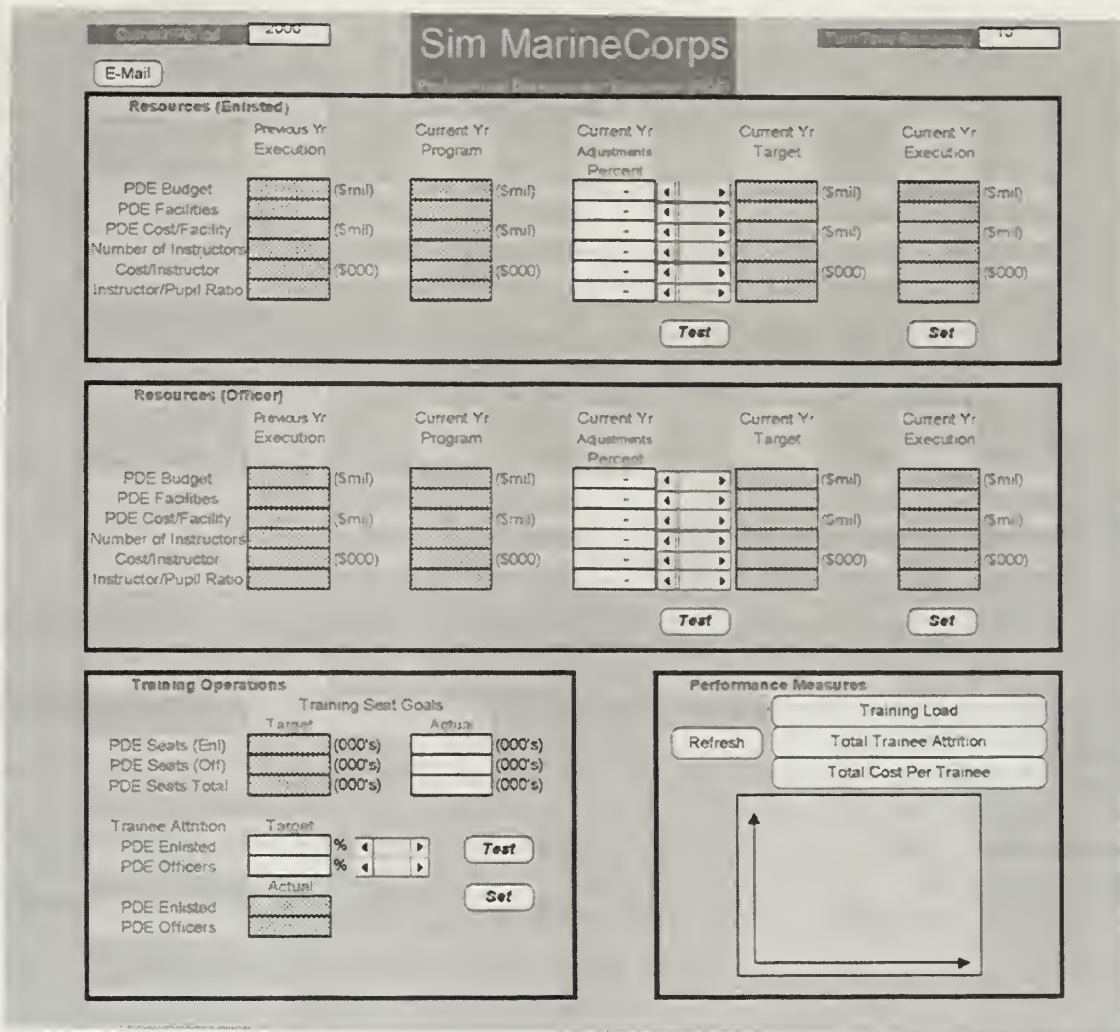 Current Period 2000
Sim MarineCorps
Turn Time Remaining 15
E-Mail
Resources (Enlisted)
Previous Yr Execution
Current Yr Program
Current Yr Adjustments Percent
Current Yr Target
Current Yr Execution
PDE Budget ($mil) ($mil) - ($mil) ($mil)
PDE Facilities -
PDE Cost/Facility ($mil) ($mil) - ($mil) ($mil)
Number of Instructors -
Cost/Instructor ($000) ($000) - ($000) ($000)
Instructor/Pupil Ratio -
Test Set
Resources (Officer)
Previous Yr Execution
Current Yr Program
Current Yr Adjustments Percent
Current Yr Target
Current Yr Execution
PDE Budget ($mil) ($mil) - ($mil) ($mil)
PDE Facilities -
PDE Cost/Facility ($mil) ($mil) - ($mil) ($mil)
Number of Instructors -
Cost/Instructor ($000) ($000) - ($000) ($000)
Instructor/Pupil Ratio -
Test Set
Training Operations
Training Seat Goals
Target Actual
PDE Seats (Enl) (000's) (000's)
PDE Seats (Off) (000's) (000's)
PDE Seats Total (000's) (000's)
Trainee Attrition Target
PDE Enlisted % Test
PDE Officers %
Actual
Set
PDE Enlisted
PDE Officers
Performance Measures
Training Load
Refresh
Total Trainee Attrition
Total Cost Per Trainee